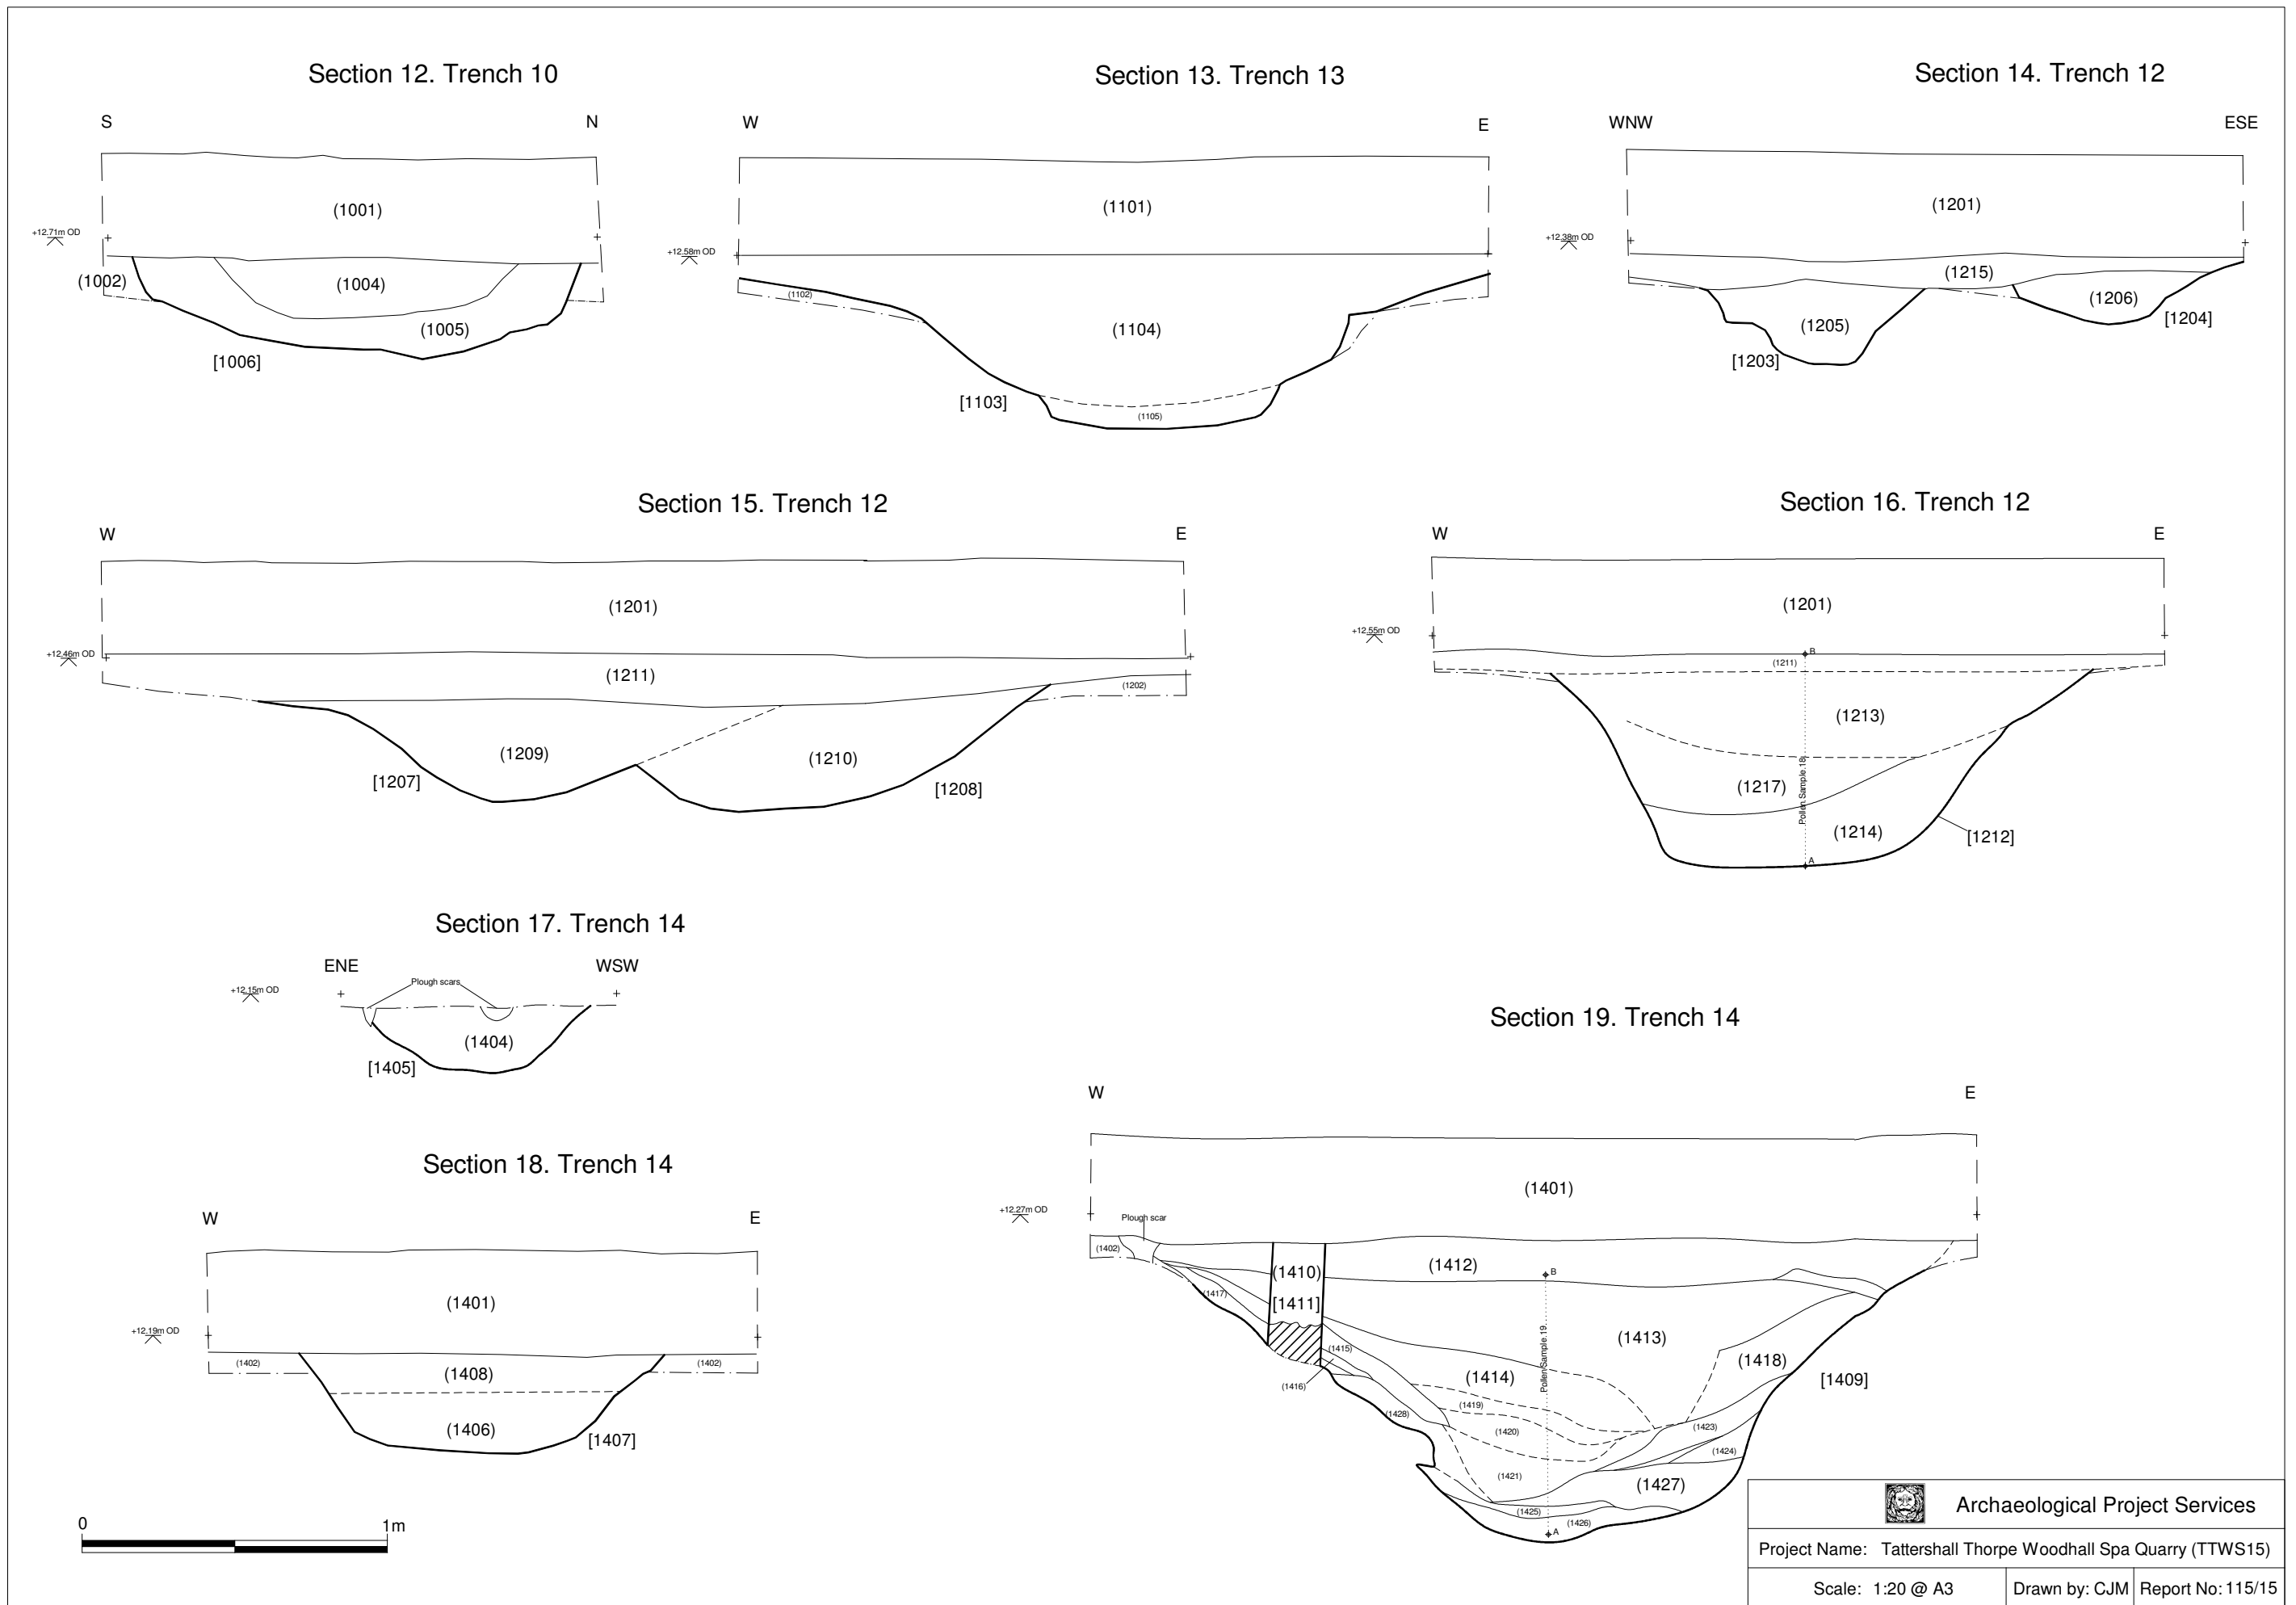 Section 12. Trench 10
S
N
(1001)
+12.71m OD
(1002)
(1004)
(1005)
[1006]
Section 13. Trench 13
W
E
(1101)
+12.58m OD
(1102)
(1104)
[1103]
(1105)
Section 14. Trench 12
WNW
ESE
(1201)
+12.38m OD
(1215)
(1206)
(1205)
[1204]
[1203]
Section 15. Trench 12
W
E
(1201)
+12.46m OD
(1211)
(1202)
(1209)
(1210)
[1207]
[1208]
Section 16. Trench 12
W
E
(1201)
+12.55m OD
B
(1211)
(1213)
(1217)
Pollen Sample.18
(1214)
[1212]
A
Section 17. Trench 14
ENE
WSW
Plough scars
+12.15m OD
(1404)
[1405]
Section 18. Trench 14
W
E
(1401)
+12.19m OD
(1402)
(1402)
(1408)
(1406)
[1407]
Section 19. Trench 14
W
E
(1401)
+12.27m OD
Plough scar
(1402)
(1410)
(1412)
B
(1417)
[1411]
(1413)
(1415)
Pollen Sample.19
(1418)
(1416)
(1414)
[1409]
(1419)
(1428)
(1420)
(1423)
(1424)
(1421)
(1427)
(1425)
(1426)
A
0
1m
Archaeological Project Services
Project Name: Tattershall Thorpe Woodhall Spa Quarry (TTWS15)
Scale: 1:20 @ A3
Drawn by: CJM
Report No: 115/15